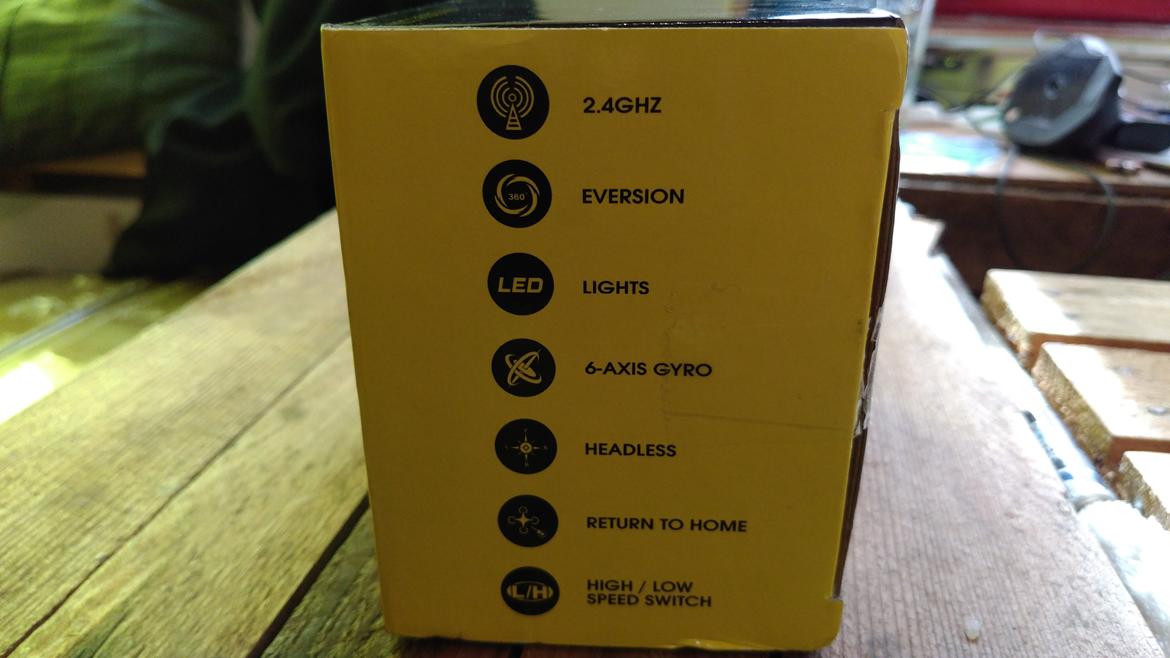 2.4GHZ
360
EVERSION
LED
LIGHTS
6-AXIS GYRO
HEADLESS
RETURN TO HOME
L/H
HIGH / LOW
SPEED SWITCH